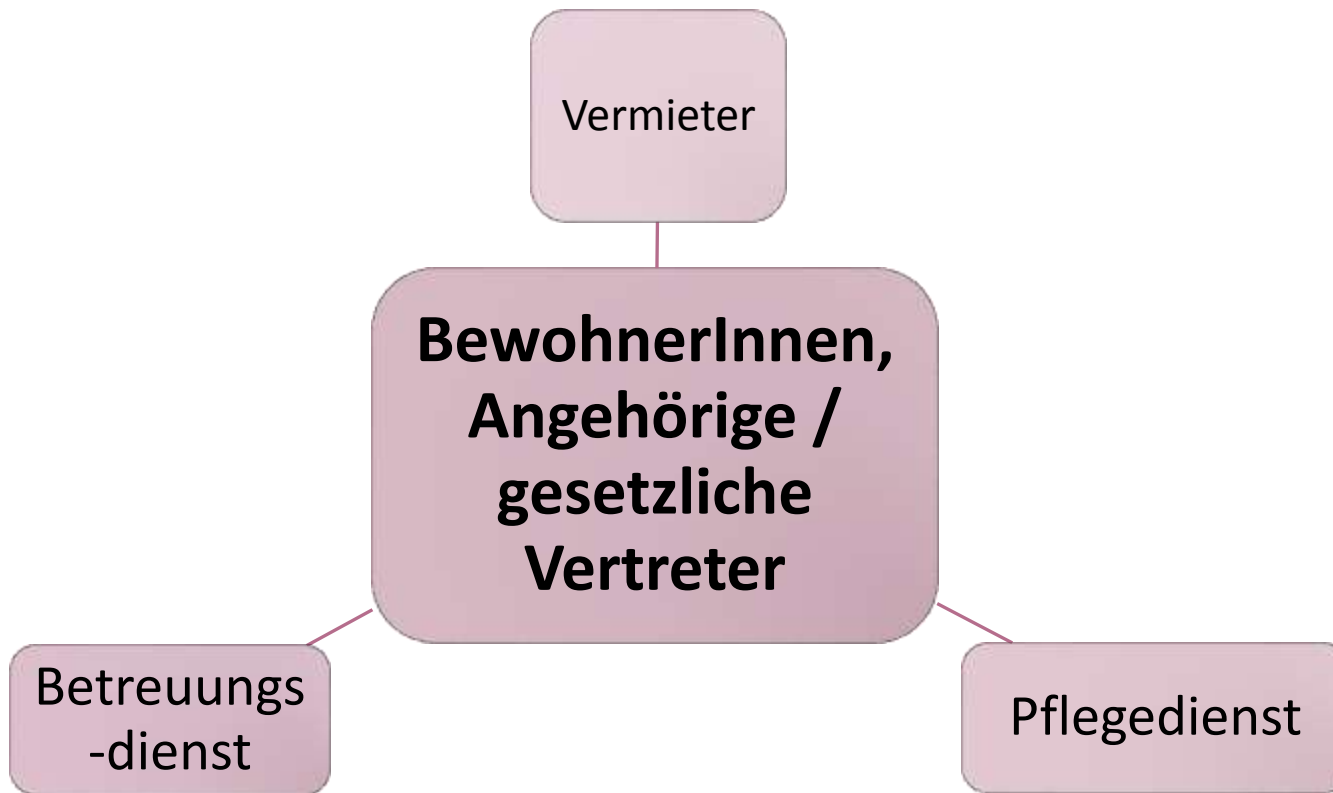 Vermieter
BewohnerInnen,
Angehörige /
gesetzliche
Vertreter
Betreuungs
-dienst
Pflegedienst